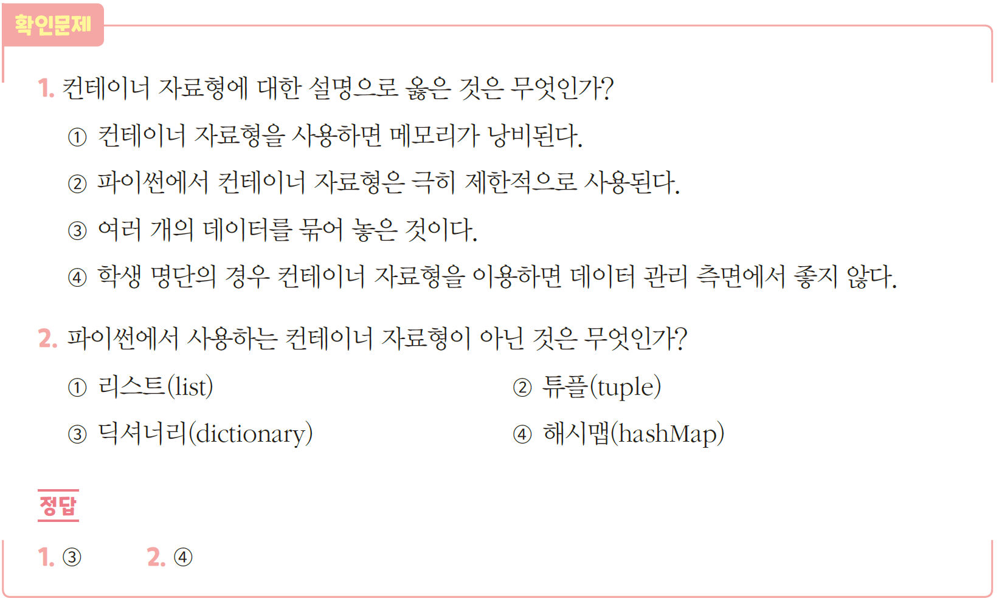 확인문제
1. 컨테이너 자료형에 대한 설명으로 옳은 것은 무엇인가?
① 컨테이너 자료형을 사용하면 메모리가 낭비된다.
② 파이썬에서 컨테이너 자료형은 극히 제한적으로 사용된다.
③ 여러 개의 데이터를 묶어 놓은 것이다.
④ 학생 명단의 경우 컨테이너 자료형을 이용하면 데이터 관리 측면에서 좋지 않다.
2. 파이썬에서 사용하는 컨테이너 자료형이 아닌 것은 무엇인가?
① 리스트(list) ② 튜플(tuple)
③ 딕셔너리(dictionary) ④ 해시맵(hashMap)
정답
1. ③ 2. ④